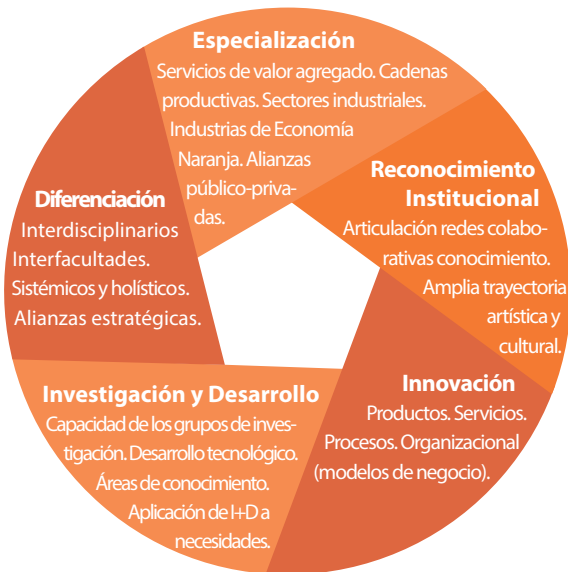 Especialización
Servicios de valor agregado. Cadenas
productivas. Sectores industriales.
Industrias de Economía
Naranja. Alianzas
público-priva-
das.
Reconocimiento
Institucional
Articulación redes colabo-
rativas conocimiento.
Amplia trayectoria
artística y
cultural.
Innovación
Productos. Servicios.
Procesos. Organizacional
(modelos de negocio).
Investigación y Desarrollo
Capacidad de los grupos de inves-
tigación. Desarrollo tecnológico.
Áreas de conocimiento.
Aplicación de I+D a
necesidades.
Diferenciación
Interdisciplinarios
Interfacultades.
Sistémicos y holísticos.
Alianzas estratégicas.